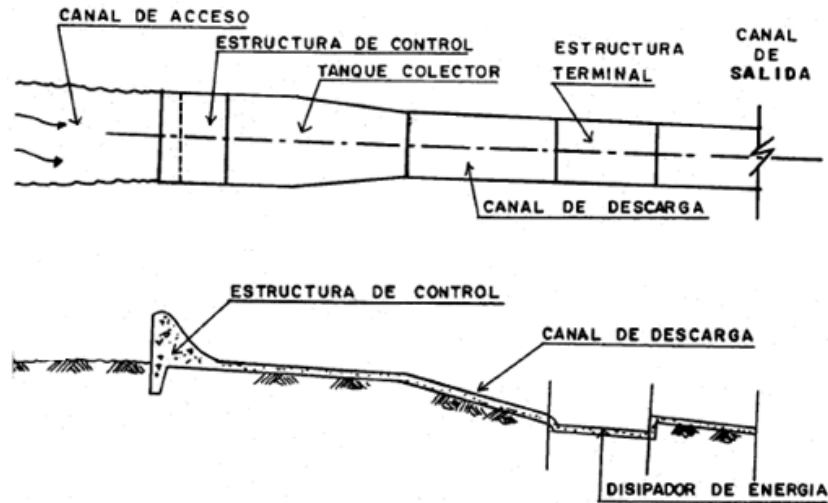 CANAL DE ACCESO
ESTRUCTURA DE CONTROL
TANQUE COLECTOR
ESTRUCTURA
TERMINAL
CANAL
DE
SALIDA
CANAL DE DESCARGA
ESTRUCTURA DE CONTROL
CANAL DE DESCARGA
DISIPADOR DE ENERGIA